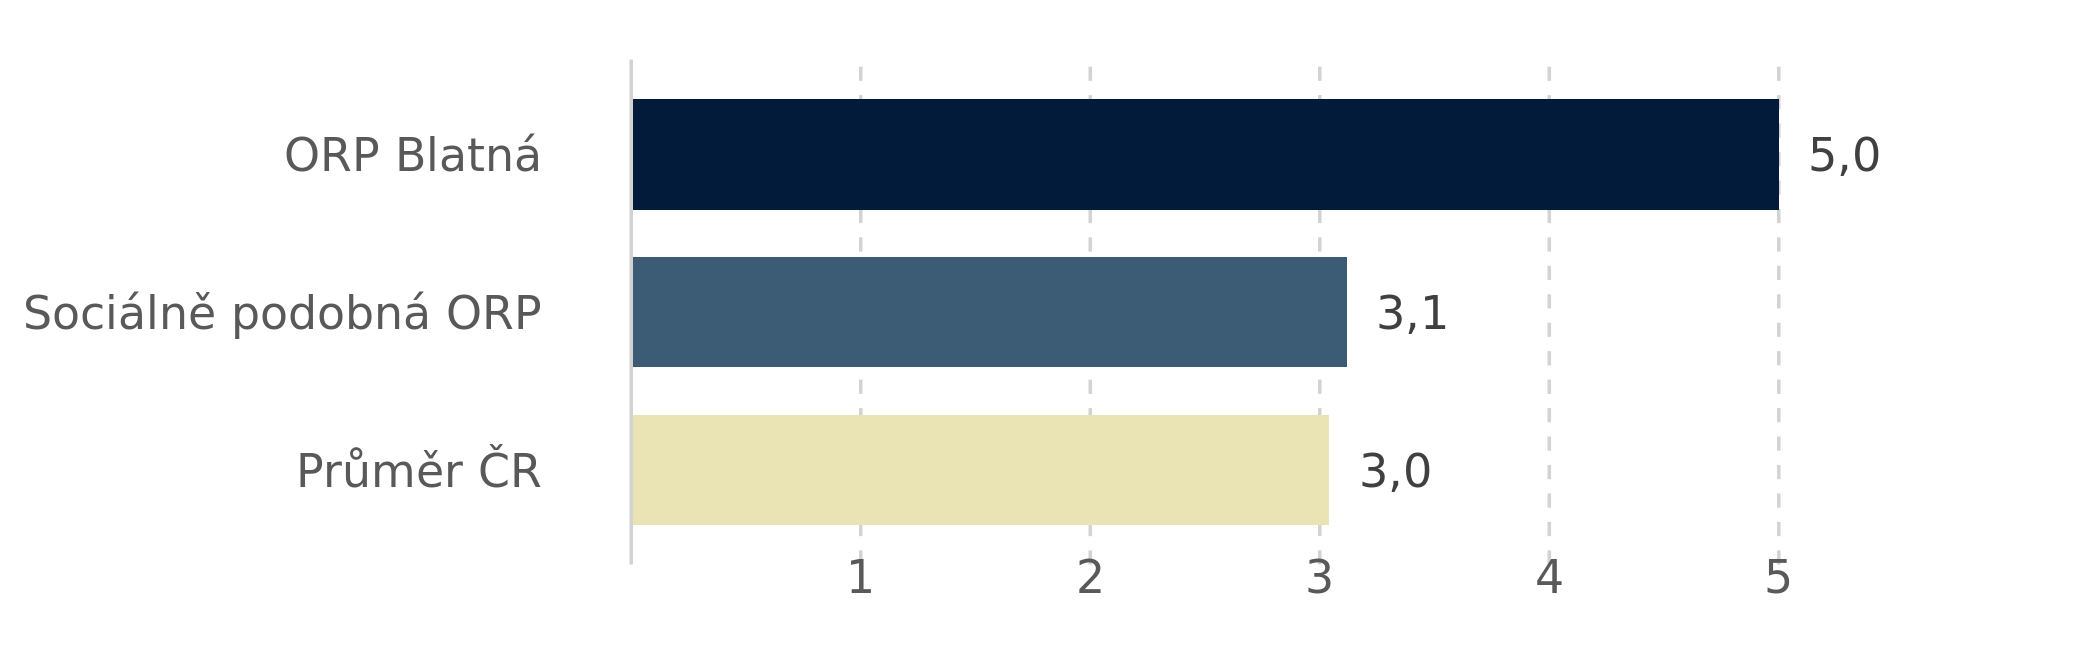 ORP Blatná
5,0
Sociálně podobná ORP
3,1
Průměr ČR
3,0
1 2 3 4 5